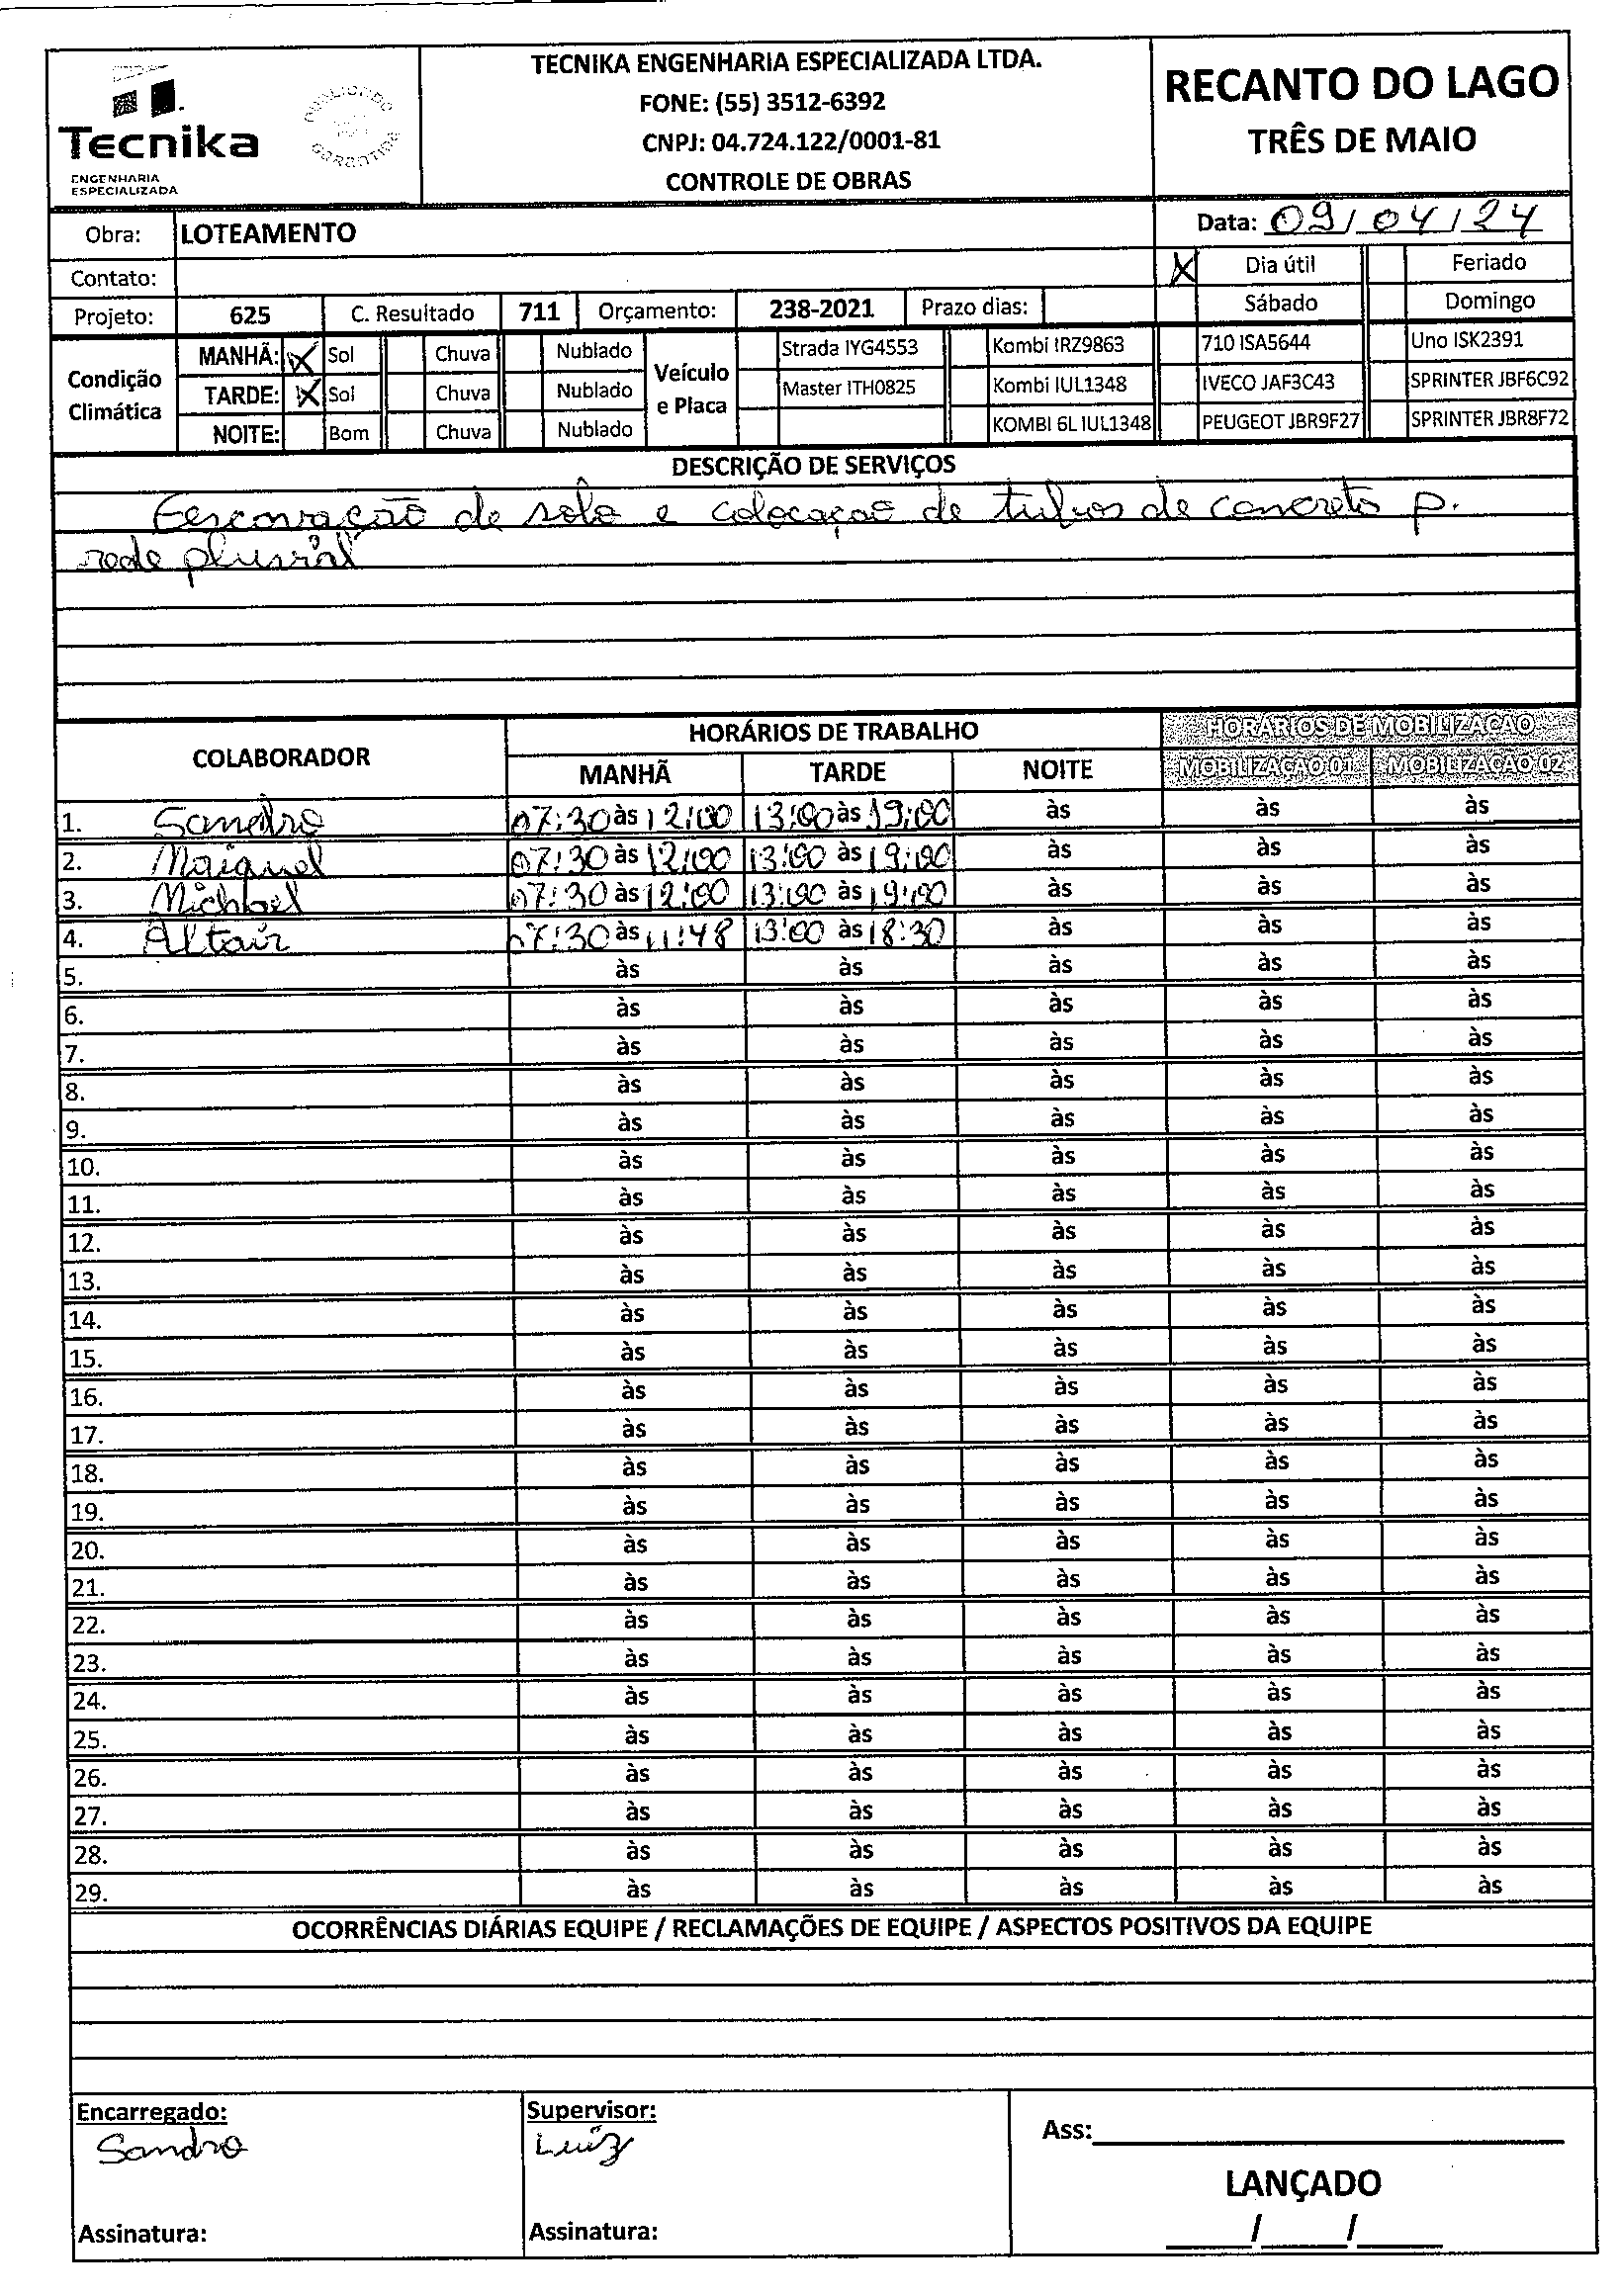 Tecnika
ENGENHARIA
ESPECIALIZADA
TECNIKA ENGENHARIA ESPECIALIZADA LTDA.
FONE: (55) 3512-6392
CNPJ: 04.724.122/0001-81
CONTROLE DE OBRAS
RECANTO DO LAGO
TRÊS DE MAIO
Obra: LOTEAMENTO
Data: 09/04/24
Contato:
X Dia útil Feriado
Projeto: 625 C. Resultado 711 Orçamento: 238-2021 Prazo dias: Sábado Domingo
Condição Climática
MANHÃ: X Sol Chuva Nublado
TARDE: X Sol Chuva Nublado
NOITE: Bom Chuva Nublado
Veículo e Placa
Strada IYG4553 Kombi IRZ9863 710 ISA5644 Uno ISK2391
Master ITH0825 Kombi IUL1348 IVECO JAF3C43 SPRINTER JBF6C92
KOMBI 6L IUL1348 PEUGEOT JBR9F27 SPRINTER JBR8F72
DESCRIÇÃO DE SERVIÇOS
Eescavação de solo e colocação de tubos de concreto p.
rede pluvial
COLABORADOR HORÁRIOS DE TRABALHO HORÁRIOS DE MOBILIZAÇÃO
MANHÃ TARDE NOITE MOBILIZAÇÃO 01 MOBILIZAÇÃO 02
1. Sandro 07:30 às 12:00 13:00 às 19:00 às às às
2. Maiquel 07:30 às 12:00 13:00 às 19:00 às às às
3. Michael 07:30 às 12:00 13:00 às 19:00 às às às
4. Altair 07:30 às 11:48 13:00 às 18:30 às às às
5. às às às às às
6. às às às às às
7. às às às às às
8. às às às às às
9. às às às às às
10. às às às às às
11. às às às às às
12. às às às às às
13. às às às às às
14. às às às às às
15. às às às às às
16. às às às às às
17. às às às às às
18. às às às às às
19. às às às às às
20. às às às às às
21. às às às às às
22. às às às às às
23. às às às às às
24. às às às às às
25. às às às às às
26. às às às às às
27. às às às às às
28. às às às às às
29. às às às às às
OCORRÊNCIAS DIÁRIAS EQUIPE / RECLAMAÇÕES DE EQUIPE / ASPECTOS POSITIVOS DA EQUIPE
Encarregado:
Sandro
Assinatura:
Supervisor:
Luíz
Assinatura:
Ass:
LANÇADO
/ /